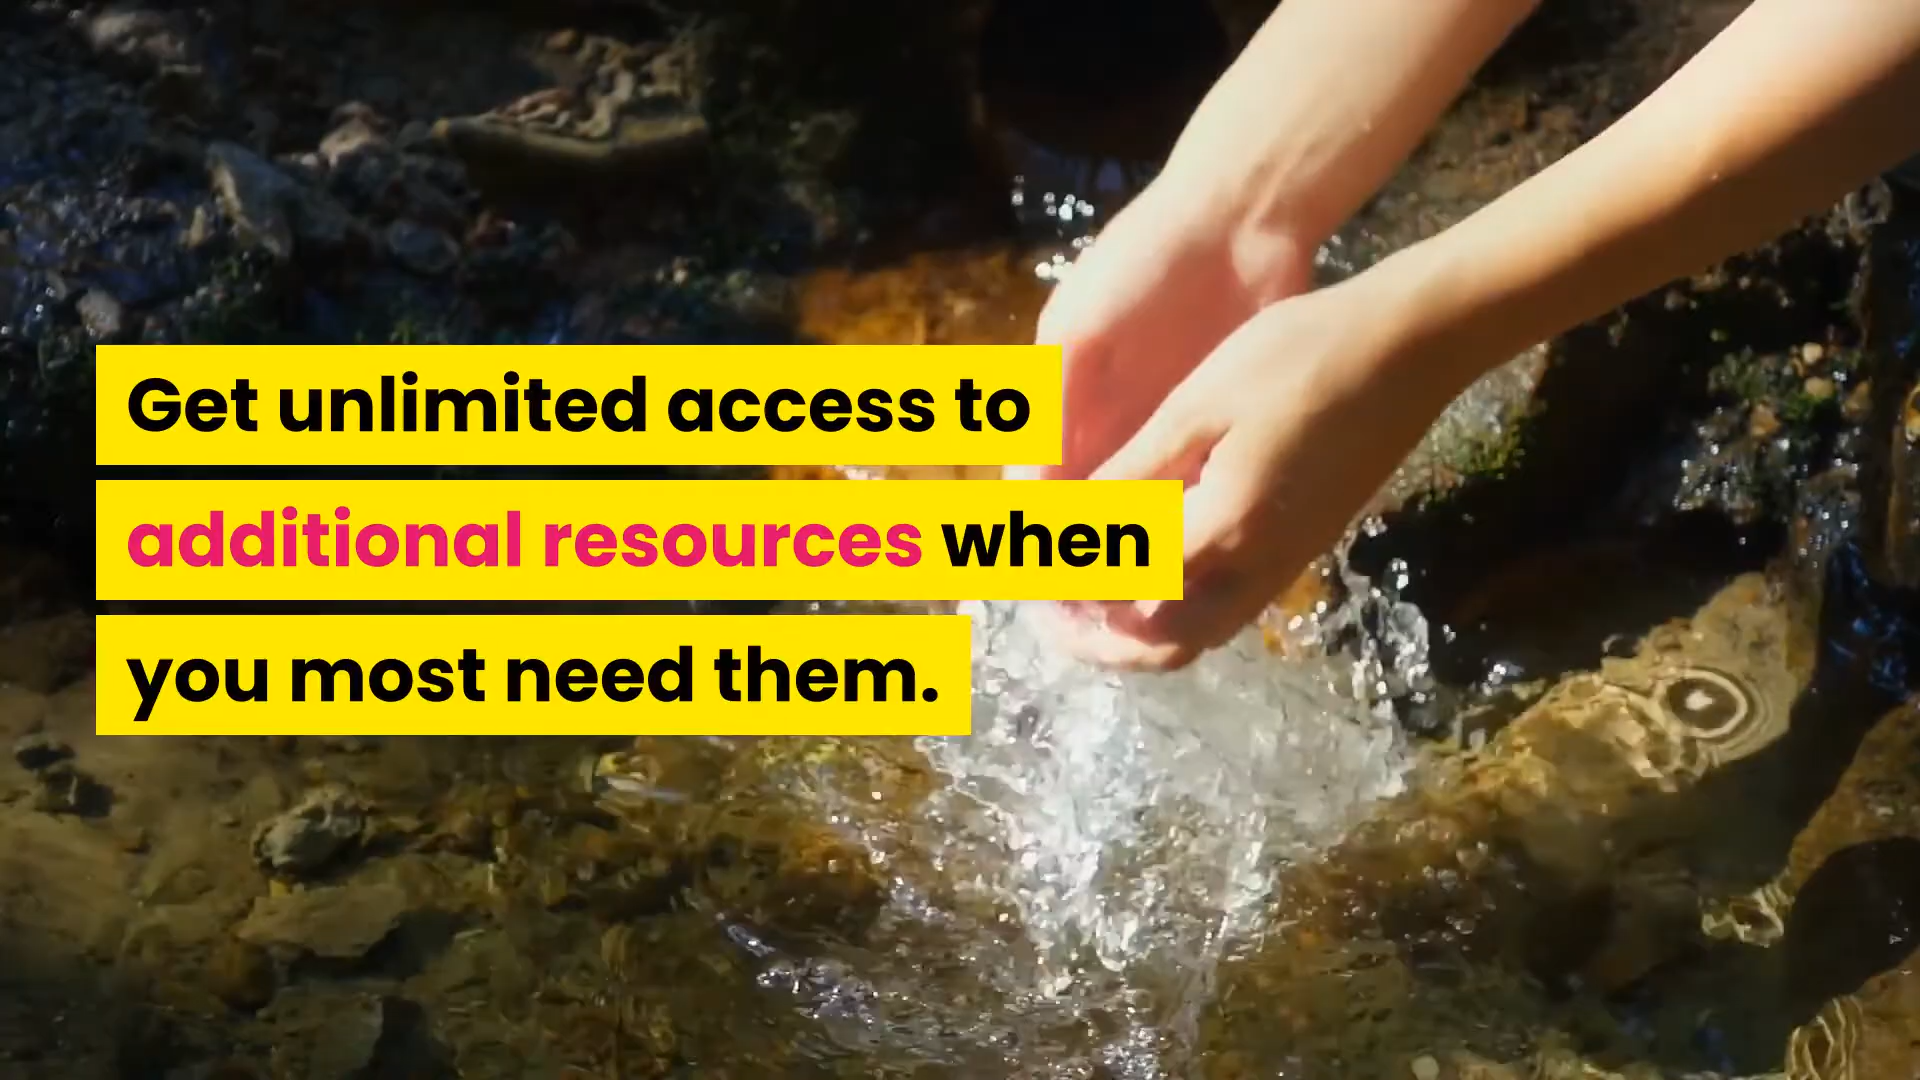 Get unlimited access to
additional resources when
you most need them.